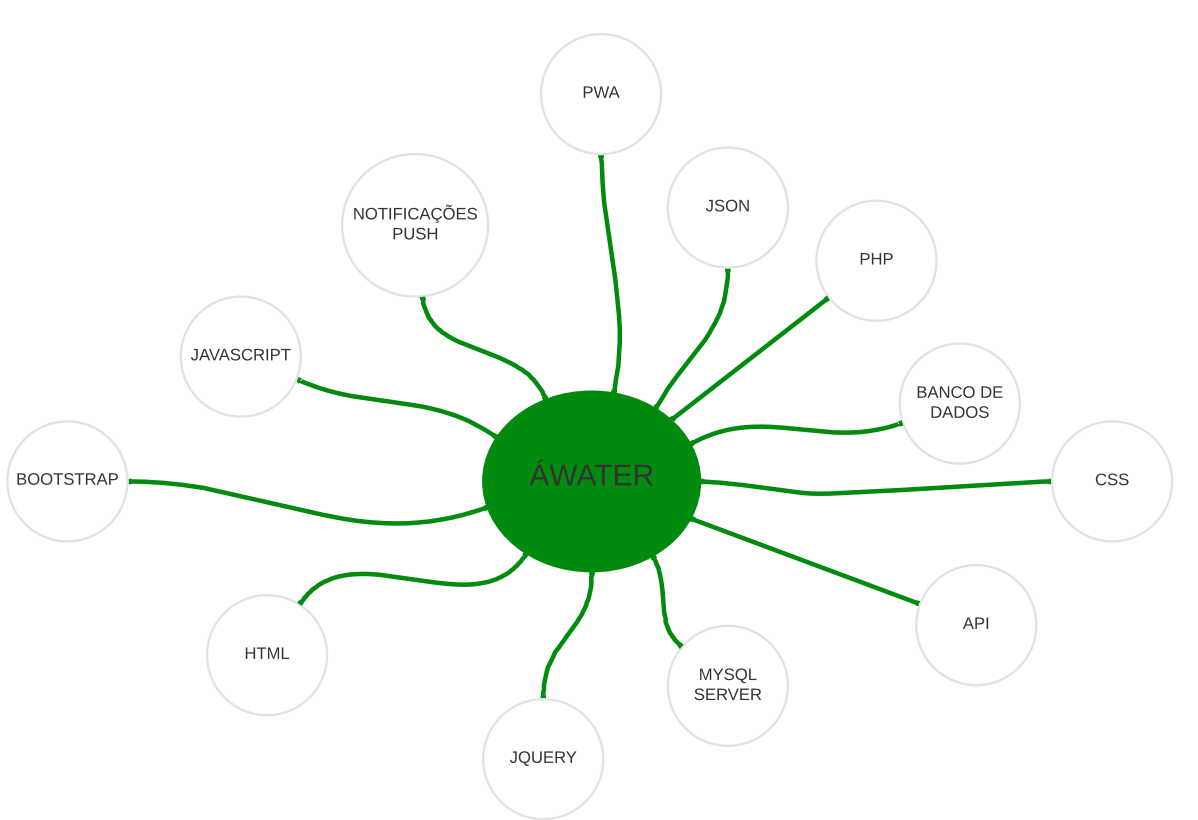 PWA
JSON
NOTIFICAÇÕES
PUSH
PHP
JAVASCRIPT
BANCO DE
DADOS
BOOTSTRAP
ÁWATER
CSS
API
HTML
MYSQL
SERVER
JQUERY